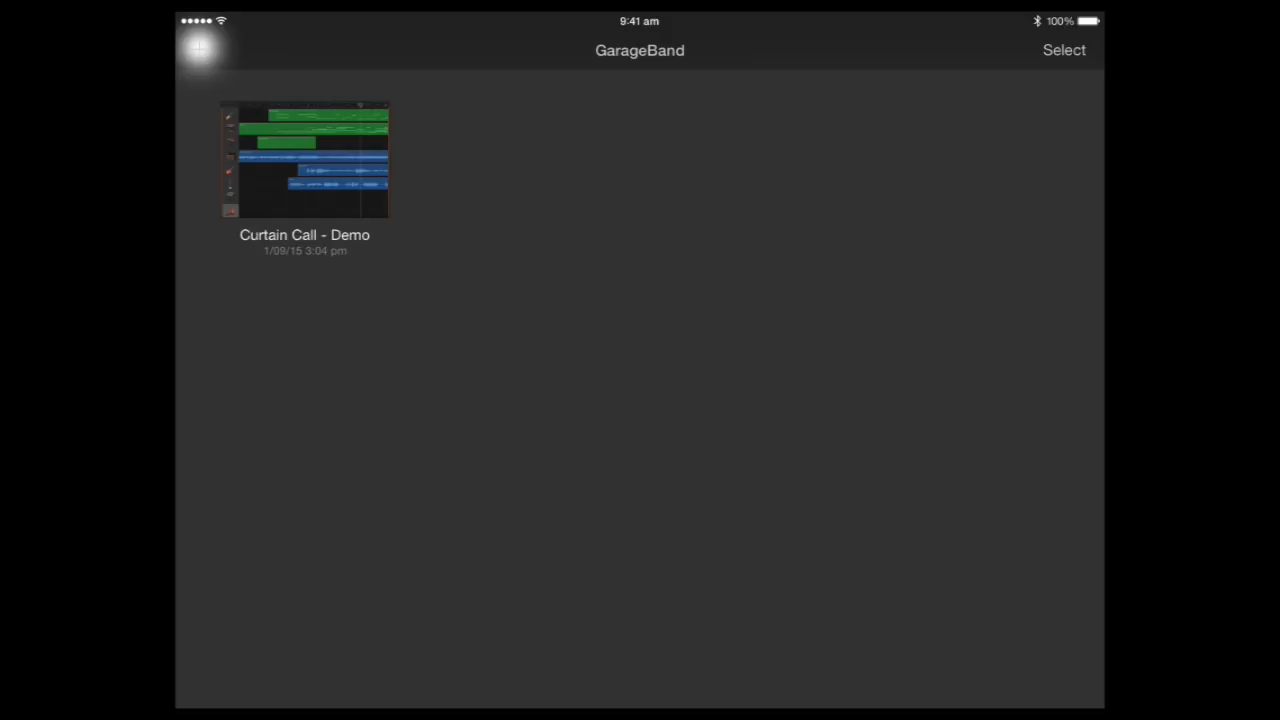 9:41 am
100%
GarageBand
Select
Curtain Call - Demo
1/09/15 3:04 pm